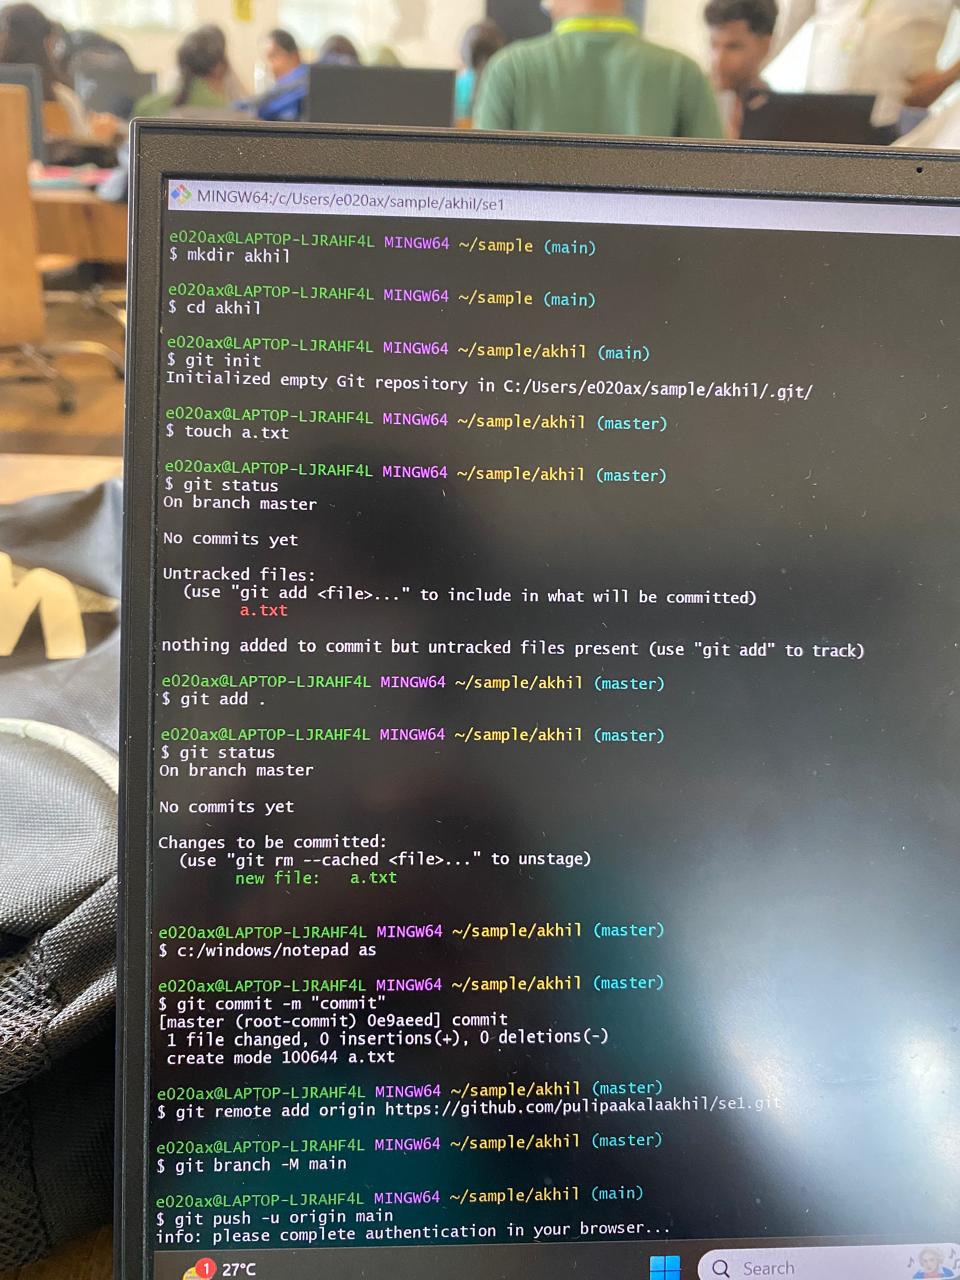 MINGW64:/c/Users/e020ax/sample/akhil/se1
e020ax@LAPTOP-LJRAHF4L MINGW64 ~/sample (main)
$ mkdir akhil
e020ax@LAPTOP-LJRAHF4L MINGW64 ~/sample (main)
$ cd akhil
e020ax@LAPTOP-LJRAHF4L MINGW64 ~/sample/akhil (main)
$ git init
Initialized empty Git repository in C:/Users/e020ax/sample/akhil/.git/
e020ax@LAPTOP-LJRAHF4L MINGW64 ~/sample/akhil (master)
$ touch a.txt
e020ax@LAPTOP-LJRAHF4L MINGW64 ~/sample/akhil (master)
$ git status
On branch master
No commits yet
Untracked files:
(use "git add <file>..." to include in what will be committed)
a.txt
nothing added to commit but untracked files present (use "git add" to track)
e020ax@LAPTOP-LJRAHF4L MINGW64 ~/sample/akhil (master)
$ git add .
e020ax@LAPTOP-LJRAHF4L MINGW64 ~/sample/akhil (master)
$ git status
On branch master
No commits yet
Changes to be committed:
(use "git rm --cached <file>..." to unstage)
new file: a.txt
e020ax@LAPTOP-LJRAHF4L MINGW64 ~/sample/akhil (master)
$ c:/windows/notepad as
e020ax@LAPTOP-LJRAHF4L MINGW64 ~/sample/akhil (master)
$ git commit -m "commit"
[master (root-commit) 0e9aeed] commit
1 file changed, 0 insertions(+), 0 deletions(-)
create mode 100644 a.txt
e020ax@LAPTOP-LJRAHF4L MINGW64 ~/sample/akhil (master)
$ git remote add origin https://github.com/pulipaakalaakhil/se1.git
e020ax@LAPTOP-LJRAHF4L MINGW64 ~/sample/akhil (master)
$ git branch -M main
e020ax@LAPTOP-LJRAHF4L MINGW64 ~/sample/akhil (main)
$ git push -u origin main
info: please complete authentication in your browser...
1 27°C
Search